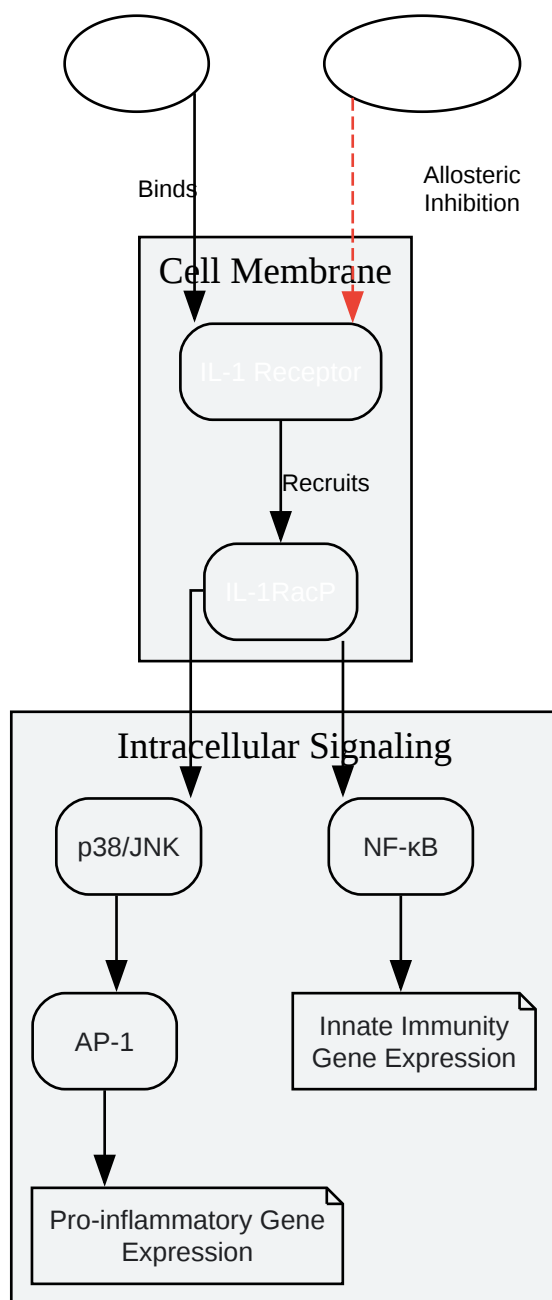 Binds
Allosteric
Inhibition
Cell Membrane
IL-1 Receptor
Recruits
IL-1RacP
Intracellular Signaling
p38/JNK
NF-κB
AP-1
Innate Immunity
Gene Expression
Pro-inflammatory Gene
Expression